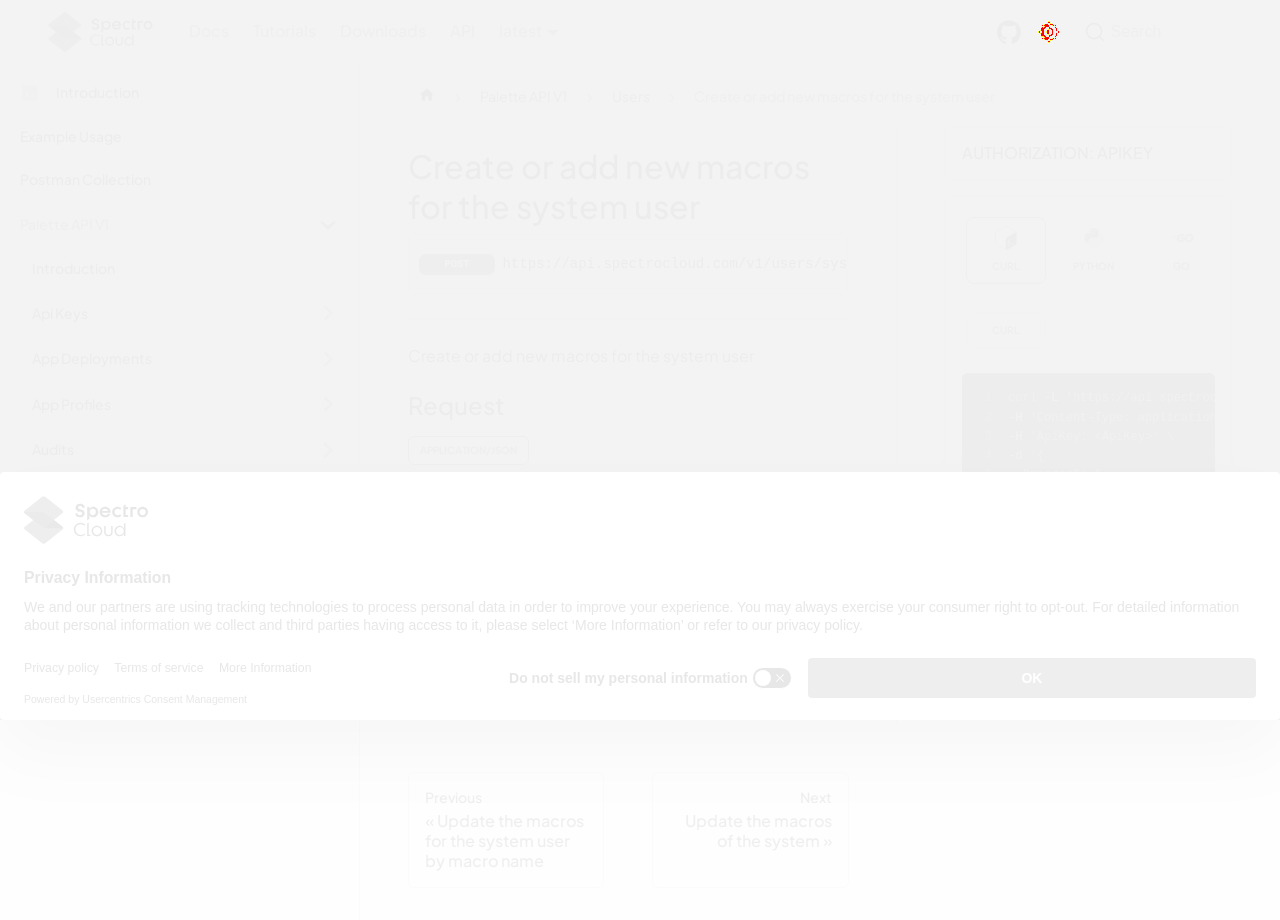 Spectro Cloud
Docs Tutorials Downloads API latest
Search
Introduction
Palette API V1 Users Create or add new macros for the system user
Example Usage
Postman Collection
Palette API V1
Introduction
Api Keys
App Deployments
App Profiles
Audits
Create or add new macros
for the system user
POST https://api.spectrocloud.com/v1/users/sys
Create or add new macros for the system user
Request
APPLICATION/JSON
AUTHORIZATION: APIKEY
CURL PYTHON GO
CURL
Spectro
Cloud
Privacy Information
We and our partners are using tracking technologies to process personal data in order to improve your experience. You may always exercise your consumer right to opt-out. For detailed information
about personal information we collect and third parties having access to it, please select 'More Information' or refer to our privacy policy.
Privacy policy Terms of service More Information
Do not sell my personal information
OK
Powered by Usercentrics Consent Management
Previous
« Update the macros
for the system user
by macro name
Next
Update the macros
of the system »